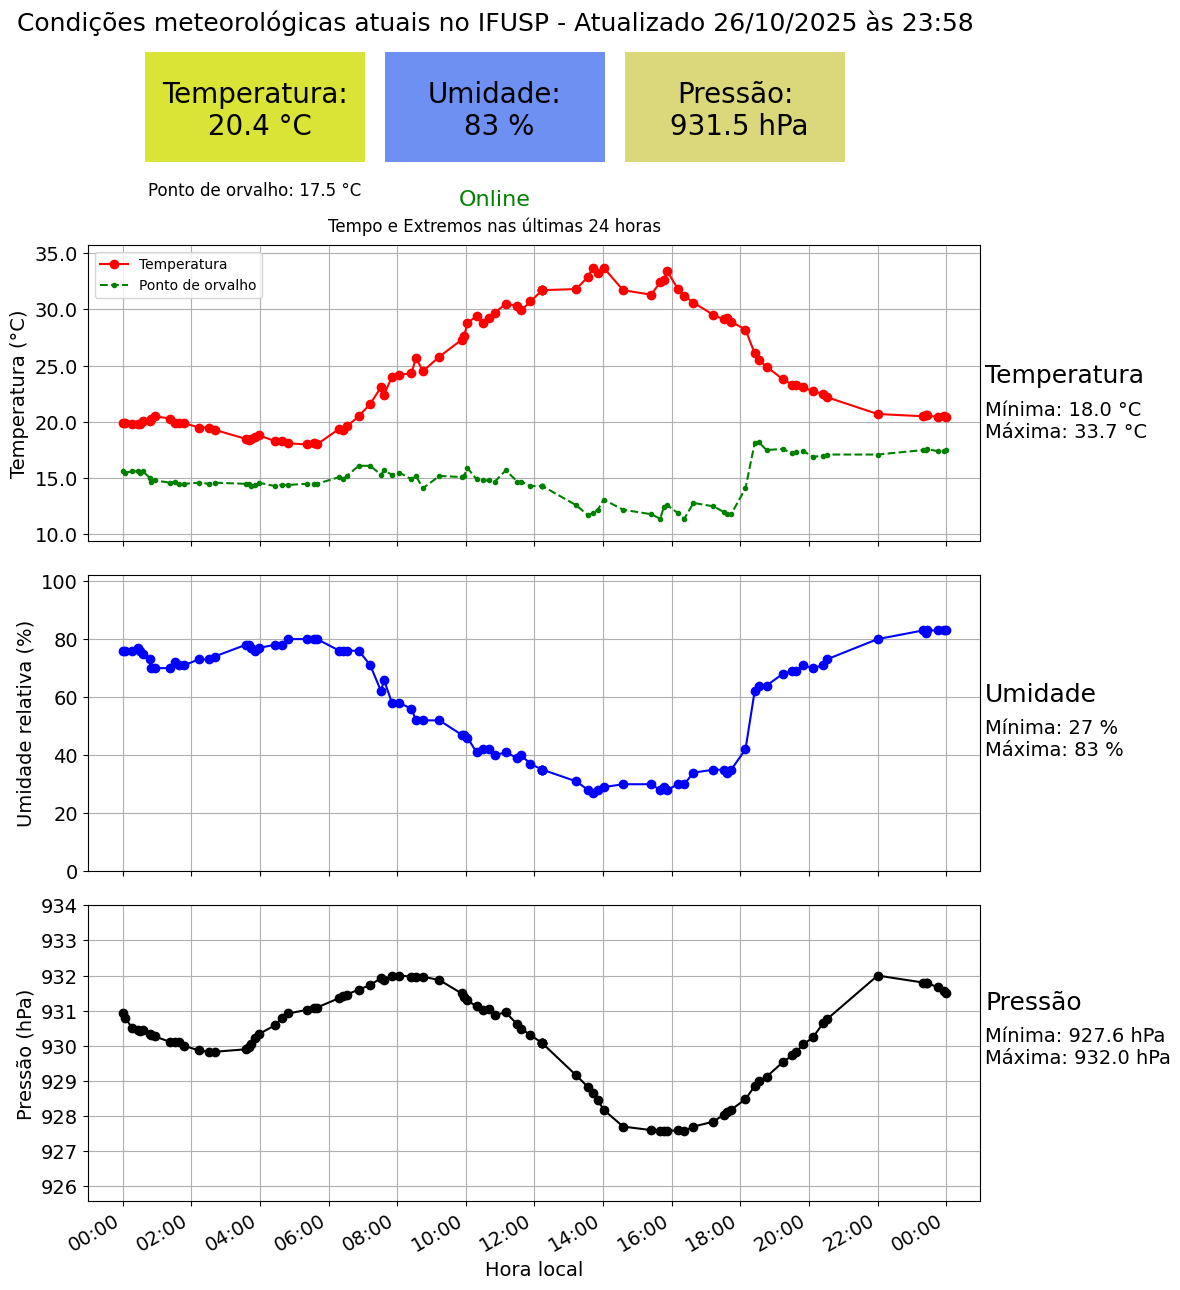 Condições meteorológicas atuais no IFUSP - Atualizado 26/10/2025 às 23:58
Temperatura:
20.4 °C
Umidade:
83 %
Pressão:
931.5 hPa
Ponto de orvalho: 17.5 °C
Online
Tempo e Extremos nas últimas 24 horas
Temperatura (°C)
35.0
30.0
25.0
20.0
15.0
10.0
Temperatura
Ponto de orvalho
Temperatura
Mínima: 18.0 °C
Máxima: 33.7 °C
Umidade relativa (%)
100
80
60
40
20
0
Umidade
Mínima: 27 %
Máxima: 83 %
Pressão (hPa)
934
933
932
931
930
929
928
927
926
Pressão
Mínima: 927.6 hPa
Máxima: 932.0 hPa
00:00
02:00
04:00
06:00
08:00
10:00
12:00
14:00
16:00
18:00
20:00
22:00
00:00
Hora local